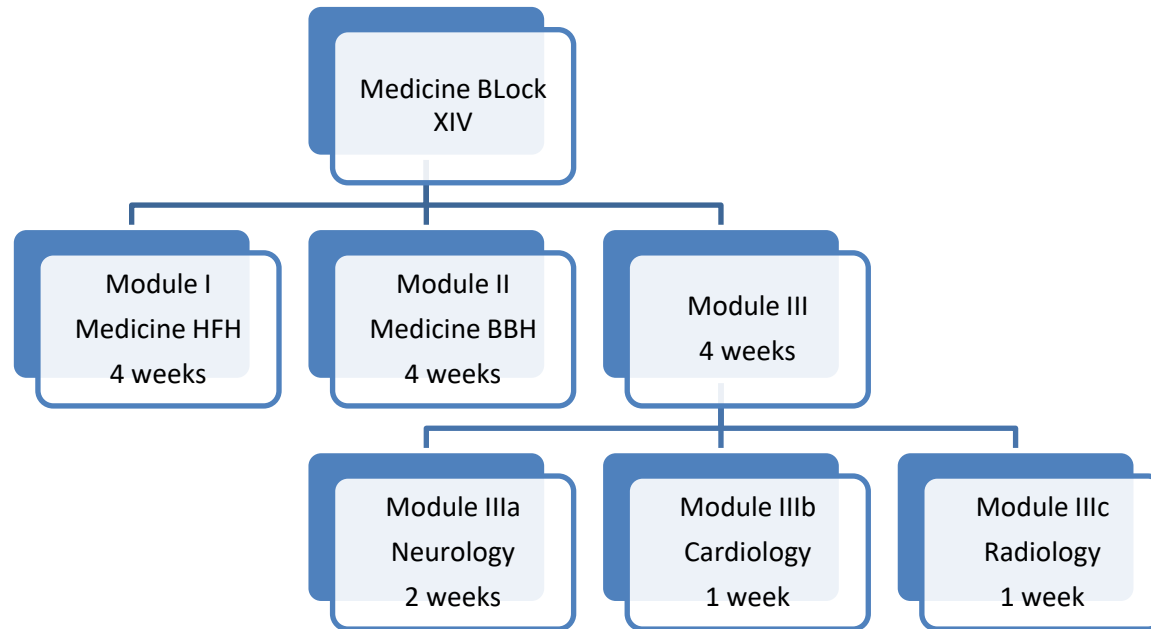 Medicine BLock
XIV
Module I
Medicine HFH
4 weeks
Module II
Medicine BBH
4 weeks
Module III
4 weeks
Module IIIa
Neurology
2 weeks
Module IIIb
Cardiology
1 week
Module IIIc
Radiology
1 week